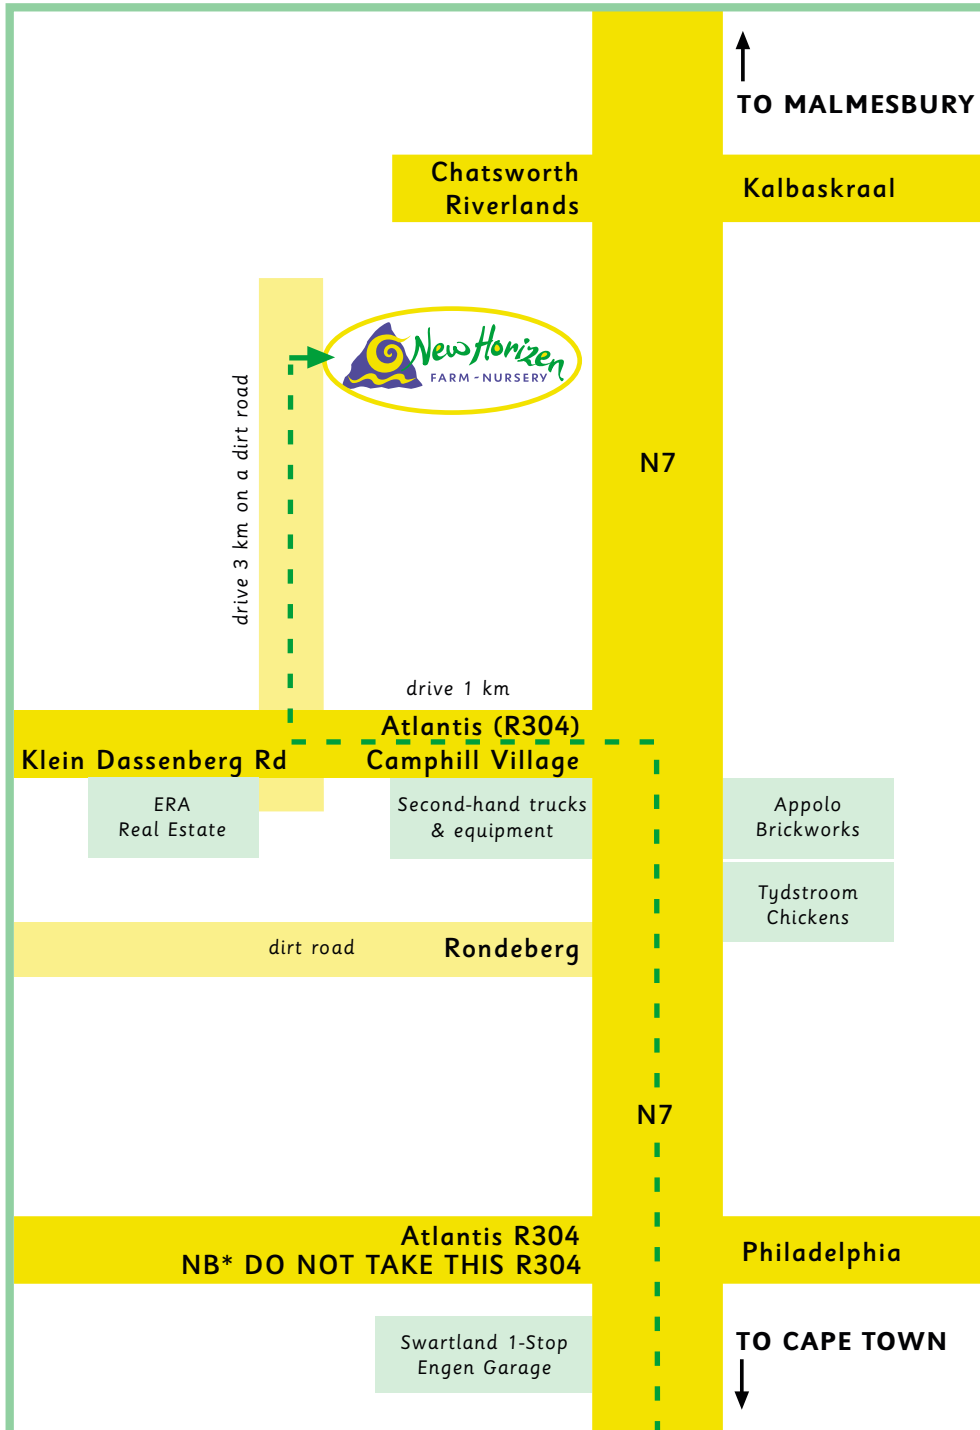 TO MALMESBURY
Chatsworth
Riverlands
Kalbaskraal
New Horizen
FARM - NURSERY
N7
drive 3 km on a dirt road
drive 1 km
Atlantis (R304)
Klein Dassenberg Rd
Camphill Village
ERA
Real Estate
Second-hand trucks
& equipment
Appolo
Brickworks
Tydstroom
Chickens
dirt road
Rondeberg
N7
Atlantis R304
NB* DO NOT TAKE THIS R304
Philadelphia
Swartland 1-Stop
Engen Garage
TO CAPE TOWN